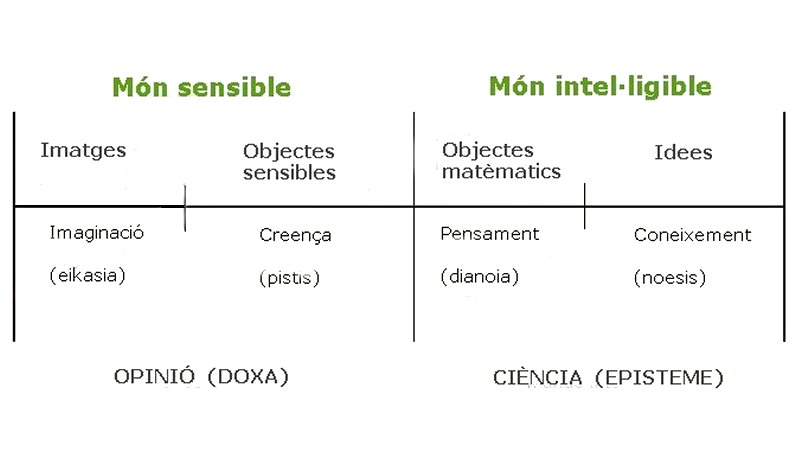 Món sensible
Món intel·ligible
Imatges
Objectes
sensibles
Objectes
matèmatics
Idees
Imaginació
(eikasia)
Creença
(pistis)
Pensament
(dianoia)
Coneixement
(noesis)
OPINIÓ (DOXA)
CIÈNCIA (EPISTEME)